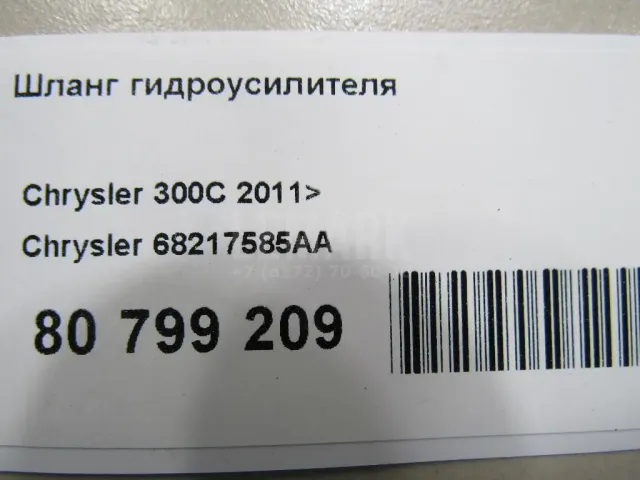 Шланг гидроусилителя
Chrysler 300C 2011>
Chrysler 68217585AA
80 799 209